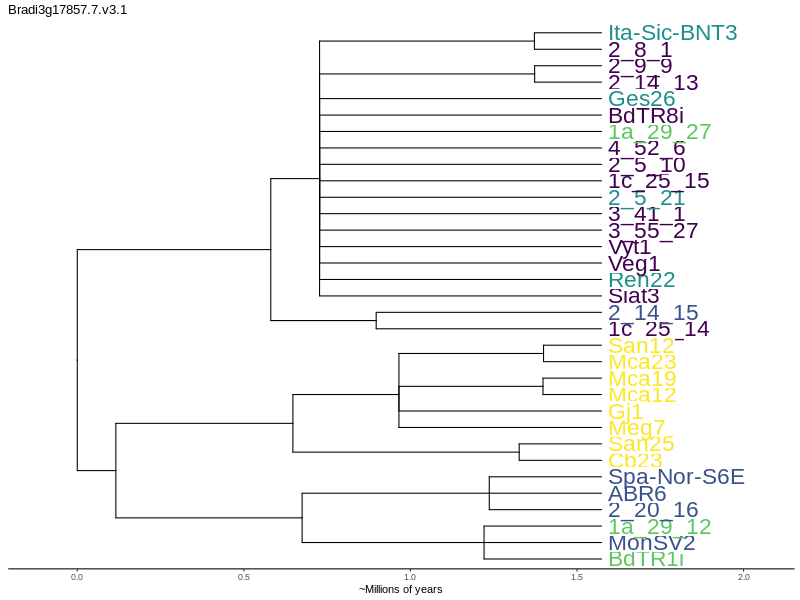 Bradi3g17857.7.v3.1
Ita-Sic-BNT3
2_8_1
2_9_9
2_14_13
Ges26
BdTR8i
1a_29_27
4_52_6
2_5_10
1c_25_15
2_5_21
3_41_1
3_55_27
Vyt1
Veg1
Ren22
Siat3
2_14_15
1c_25_14
San12
Mca23
Mca19
Mca12
Gj1
Meg7
San25
Cb23
Spa-Nor-S6E
ABR6
2_20_16
1a_29_12
MonSV2
BdTR1i
0.0 0.5 1.0 1.5 2.0
~Millions of years